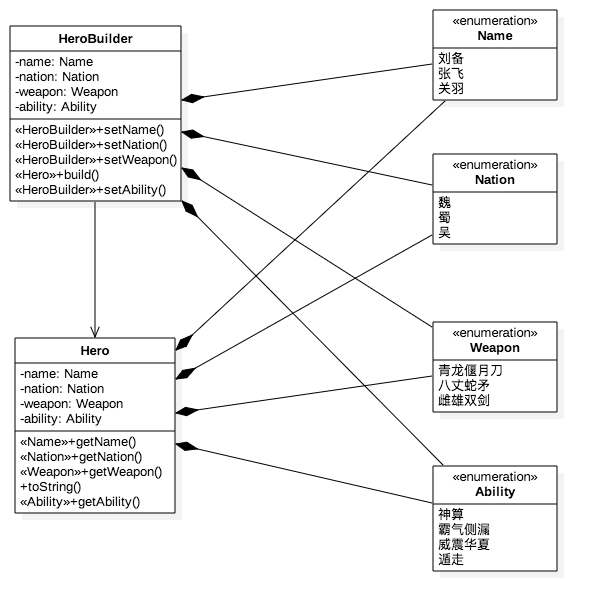 HeroBuilder
-name: Name
-nation: Nation
-weapon: Weapon
-ability: Ability
«HeroBuilder»+setName()
«HeroBuilder»+setNation()
«HeroBuilder»+setWeapon()
«Hero»+build()
«HeroBuilder»+setAbility()
Hero
-name: Name
-nation: Nation
-weapon: Weapon
-ability: Ability
«Name»+getName()
«Nation»+getNation()
«Weapon»+getWeapon()
+toString()
«Ability»+getAbility()
«enumeration»
Name
刘备
张飞
关羽
«enumeration»
Nation
魏
蜀
吴
«enumeration»
Weapon
青龙偃月刀
八丈蛇矛
雌雄双剑
«enumeration»
Ability
神算
霸气侧漏
威震华夏
遁走